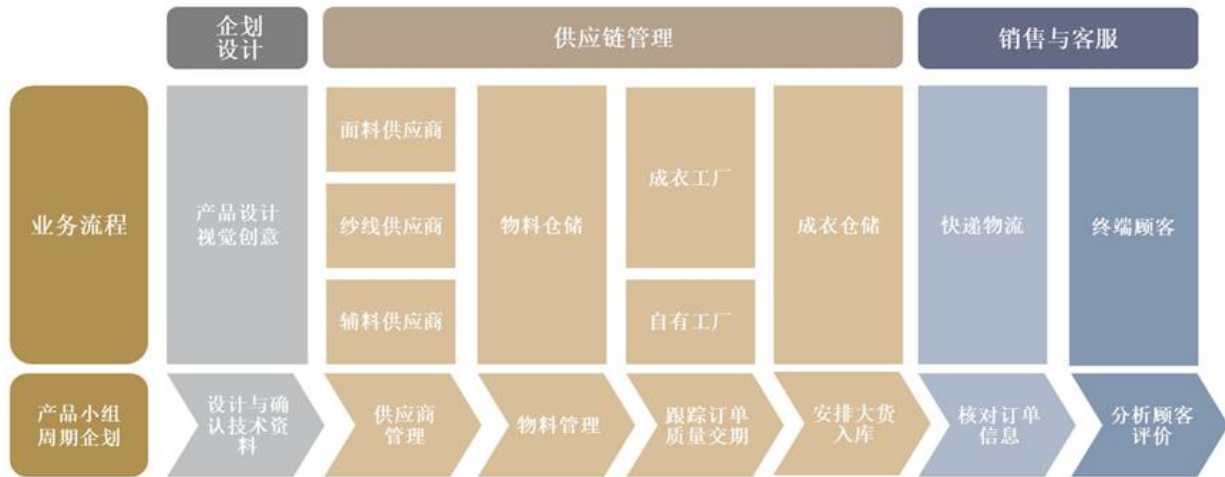 企划
设计
供应链管理
销售与客服
业务流程
产品设计
视觉创意
面料供应商
纱线供应商
辅料供应商
物料仓储
成衣工厂
自有工厂
成衣仓储
快递物流
终端顾客
产品小组
周期企划
设计与确
认技术资
料
供应商
管理
物料管理
跟踪订单
质量交期
安排大货
入库
核对订单
信息
分析顾客
评价